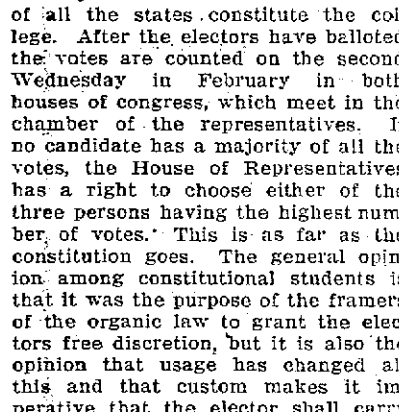 of all the states constitute the col
lege. After the electors have balloted
the votes are counted on the second
Wednesday in February in both
houses of congress, which meet in the
chamber of the representatives. I
no candidate has a majority of all the
votes, the House of Representatives
has a right to choose either of the
three persons having the highest num
ber of votes. This is as far as the
constitution goes. The general opin
ion among constitutional students is
that it was the purpose of the framers
of the organic law to grant the elec
tors free discretion, but it is also the
opinion that usage has changed al
this and that custom makes it im
perative that the elector shall carry